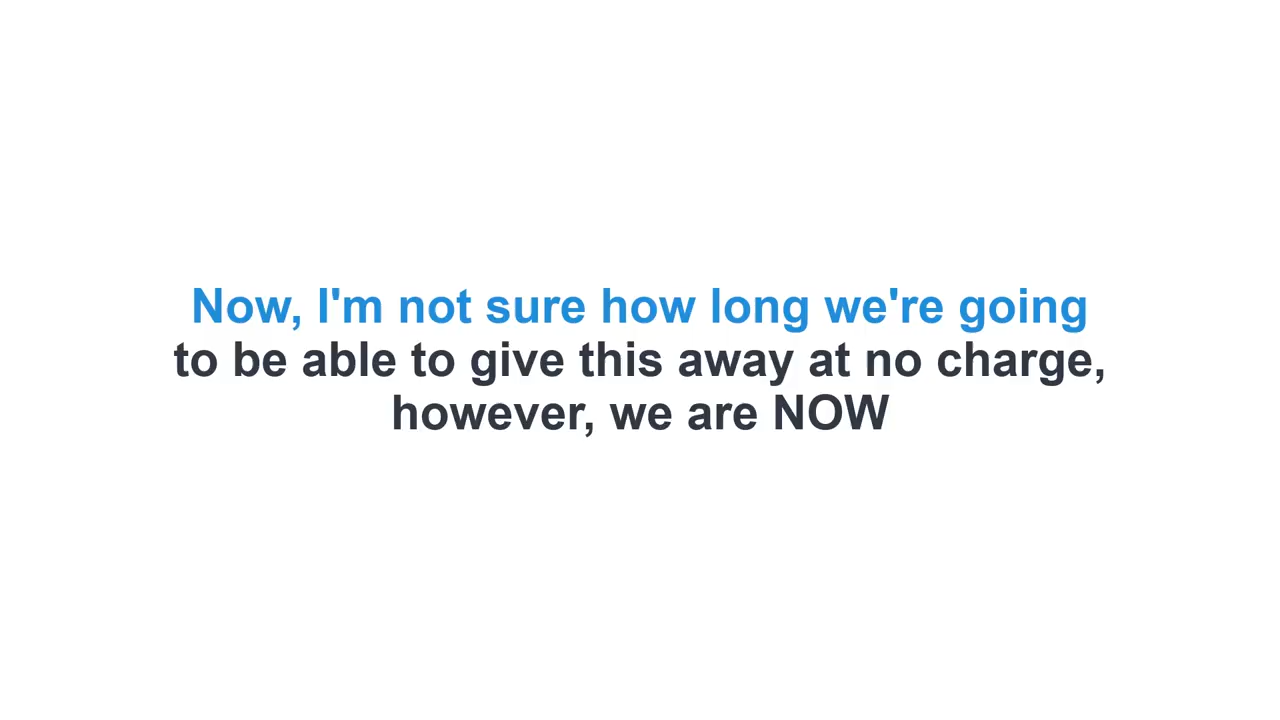 Now, I'm not sure how long we're going
to be able to give this away at no charge,
however, we are NOW